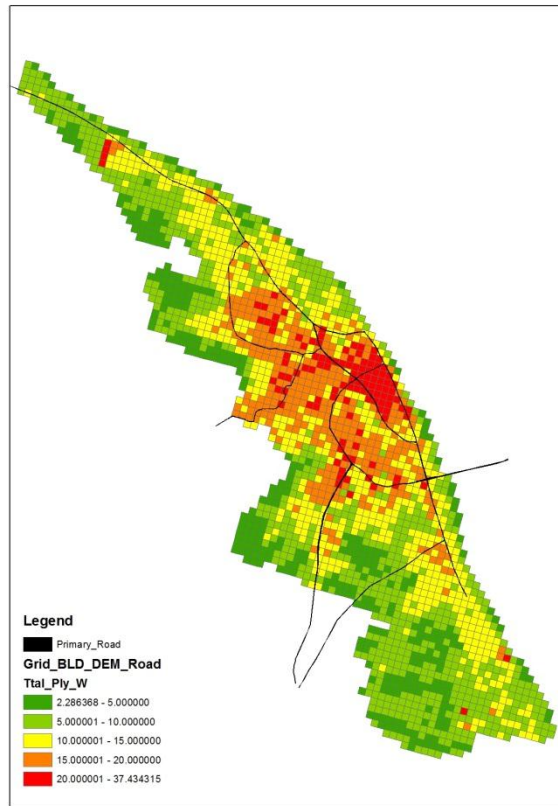 Legend
Primary_Road
Grid_BLD_DEM_Road
Ttal_Ply_W
2.286368 - 5.000000
5.000001 - 10.000000
10.000001 - 15.000000
15.000001 - 20.000000
20.000001 - 37.434315